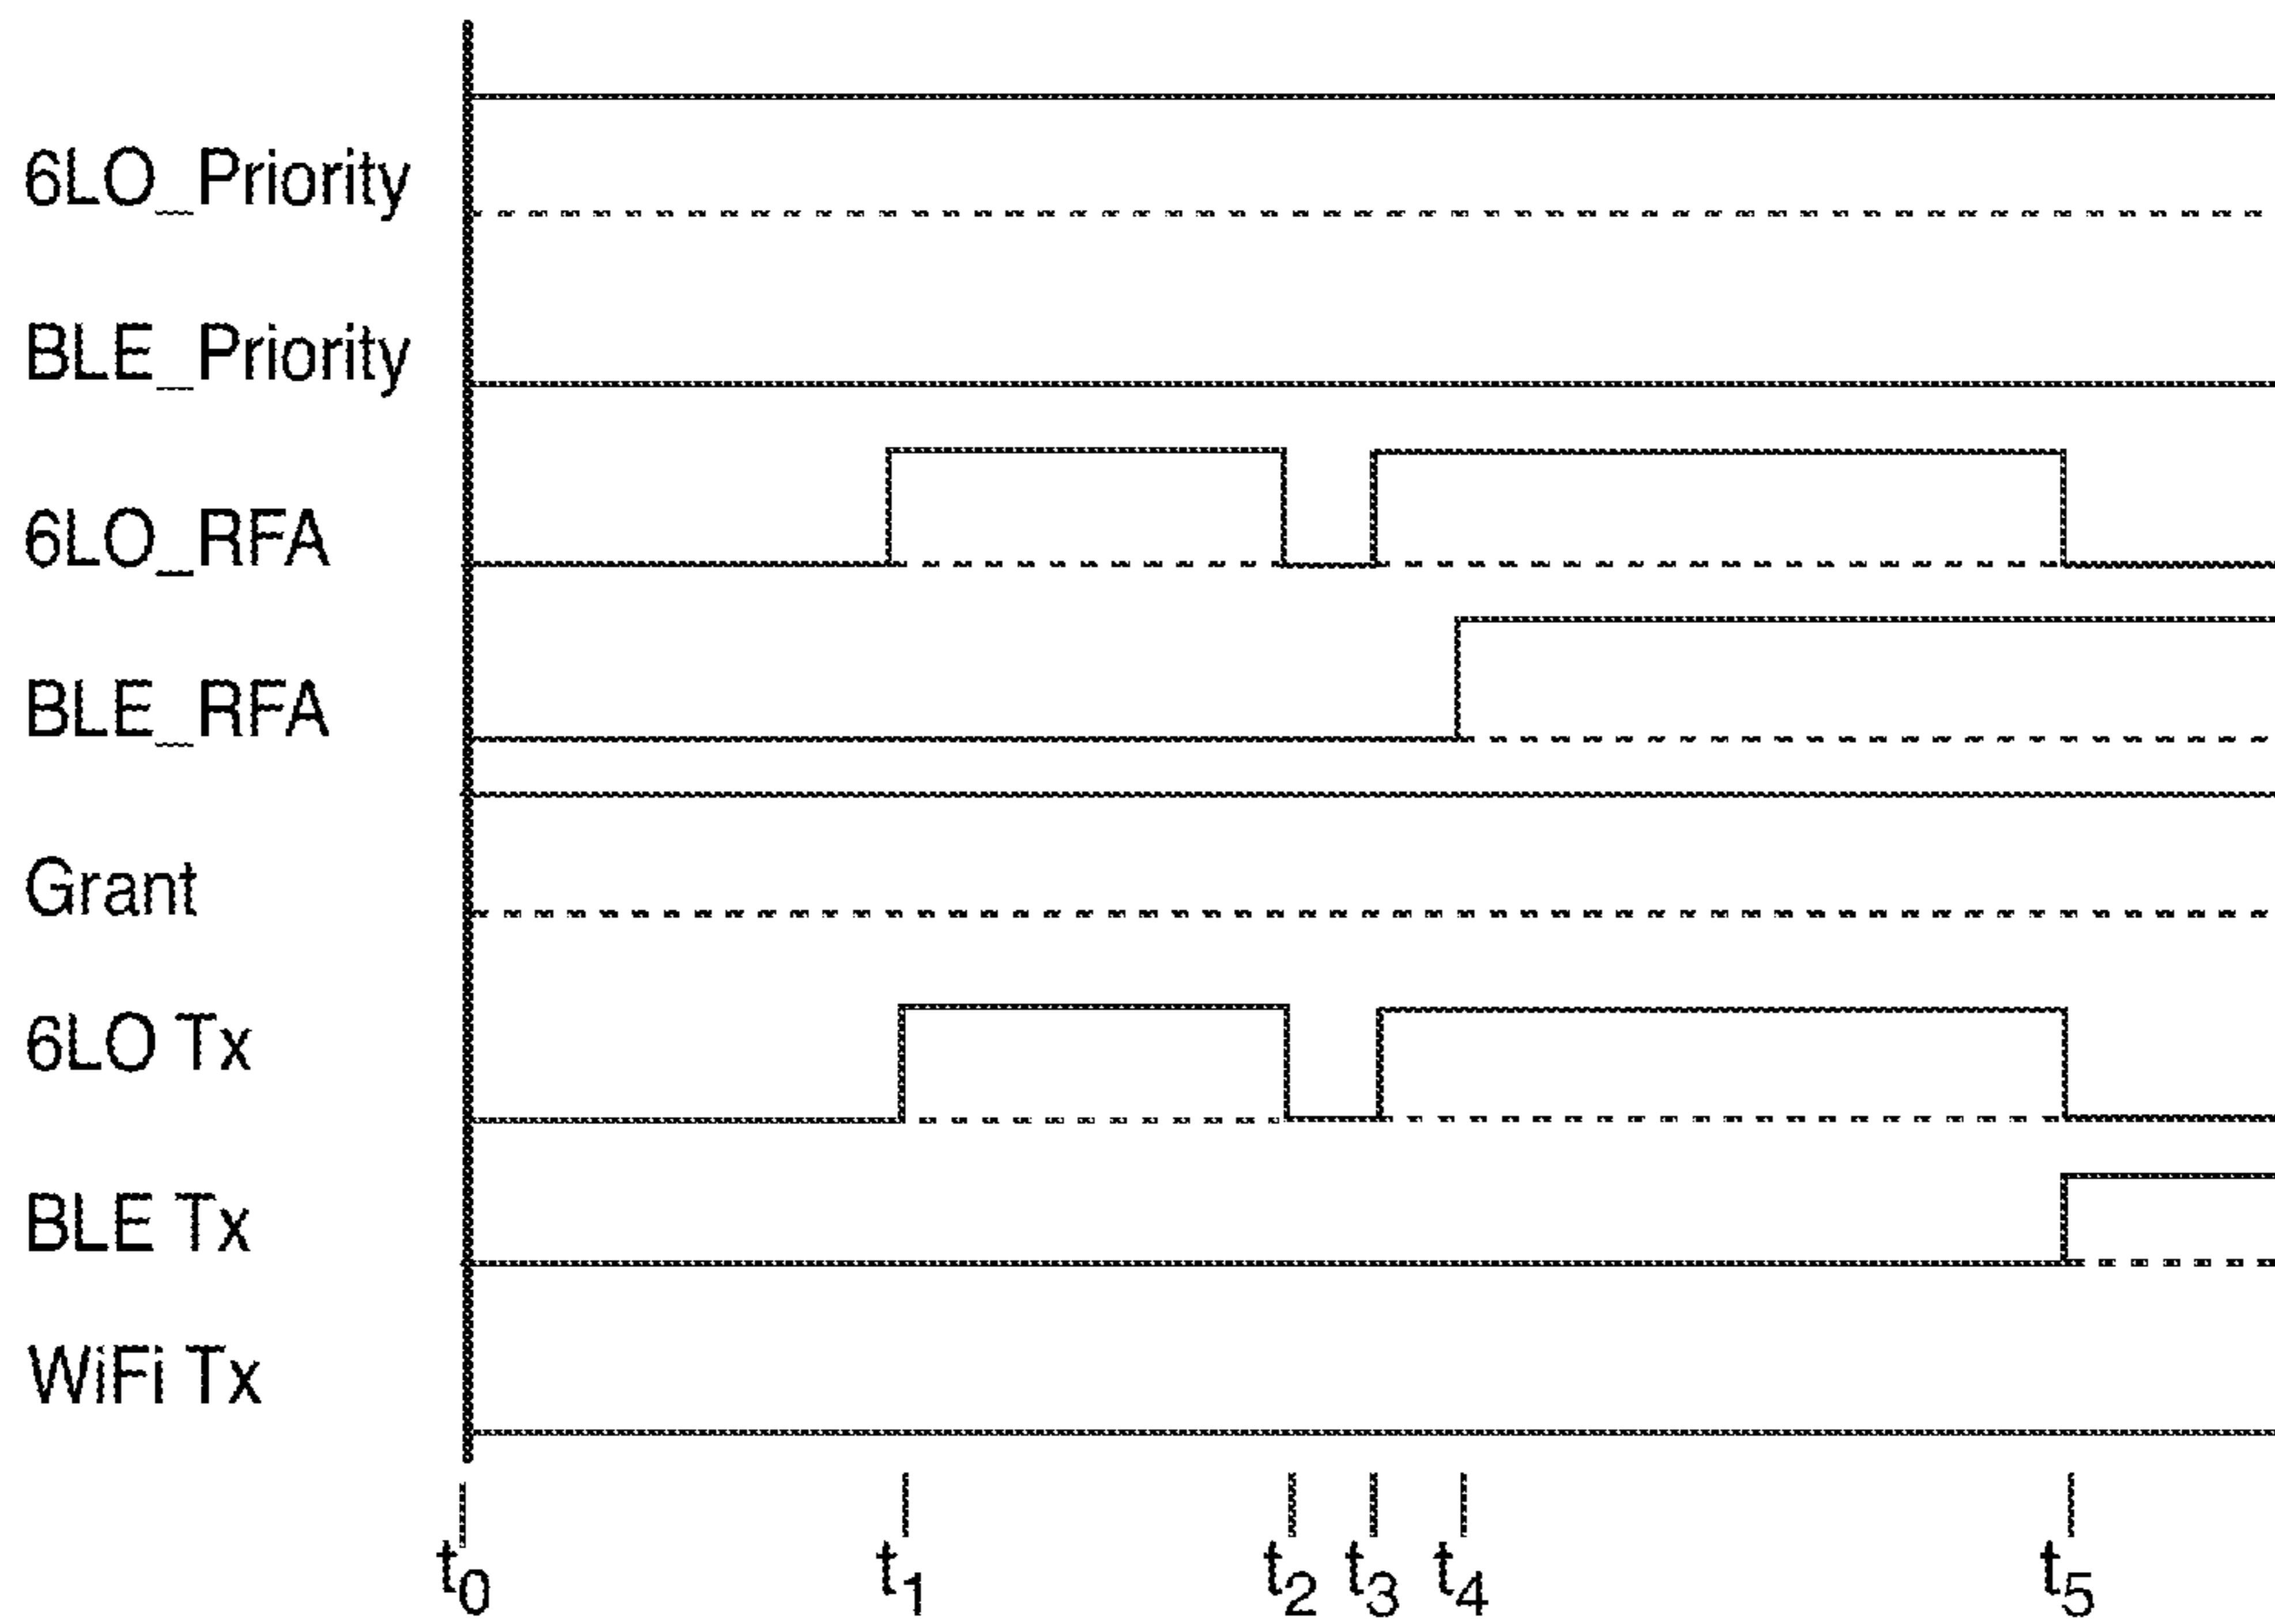 6LO_Priority
BLE_Priority
6LO_RFA
BLE_RFA
Grant
6LO Tx
BLE Tx
WiFi Tx
t0 t1 t2 t3 t4 t5